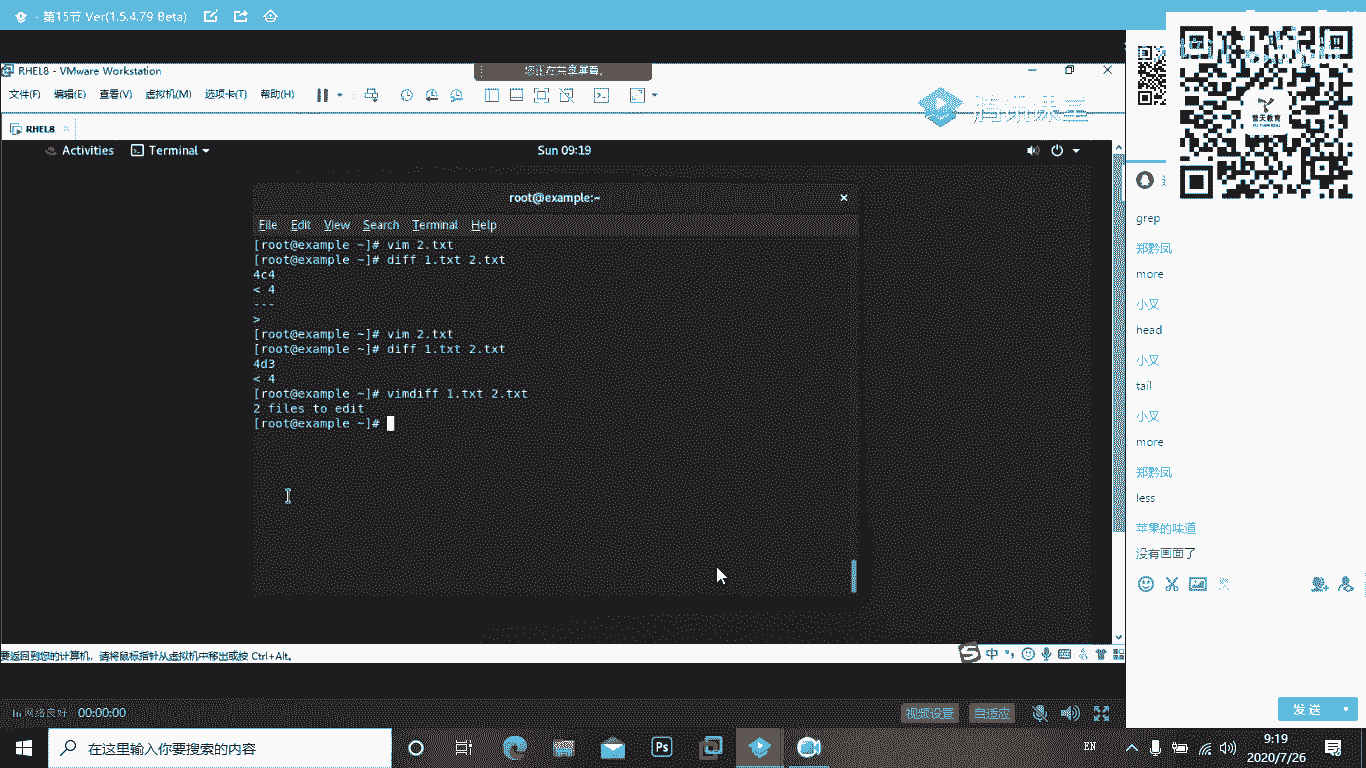 - 第15节 Ver(1.5.4.79 Beta)
RHEL8 - VMware Workstation
文件(F) 编辑(E) 查看(V) 虚拟机(M) 选项卡(T) 帮助(H)
腾讯课堂
RHEL8
Activities Terminal Sun 09:19
root@example:~
File Edit View Search Terminal Help
[root@example ~]# vim 2.txt
[root@example ~]# diff 1.txt 2.txt
4c4
< 4
---
>
[root@example ~]# vim 2.txt
[root@example ~]# diff 1.txt 2.txt
4d3
< 4
[root@example ~]# vimdiff 1.txt 2.txt
2 files to edit
[root@example ~]#
要返回到您的计算机，请将鼠标指针从虚拟机中移出或按 Ctrl+Alt。
中
网络良好 00:00:00
视频设置 自适应
誉天教育
grep
郑黔凤
more
小叉
head
小叉
tail
小叉
more
郑黔凤
less
苹果的味道
没有画面了
发送
在这里输入你要搜索的内容
Ps
EN
9:19
2020/7/26